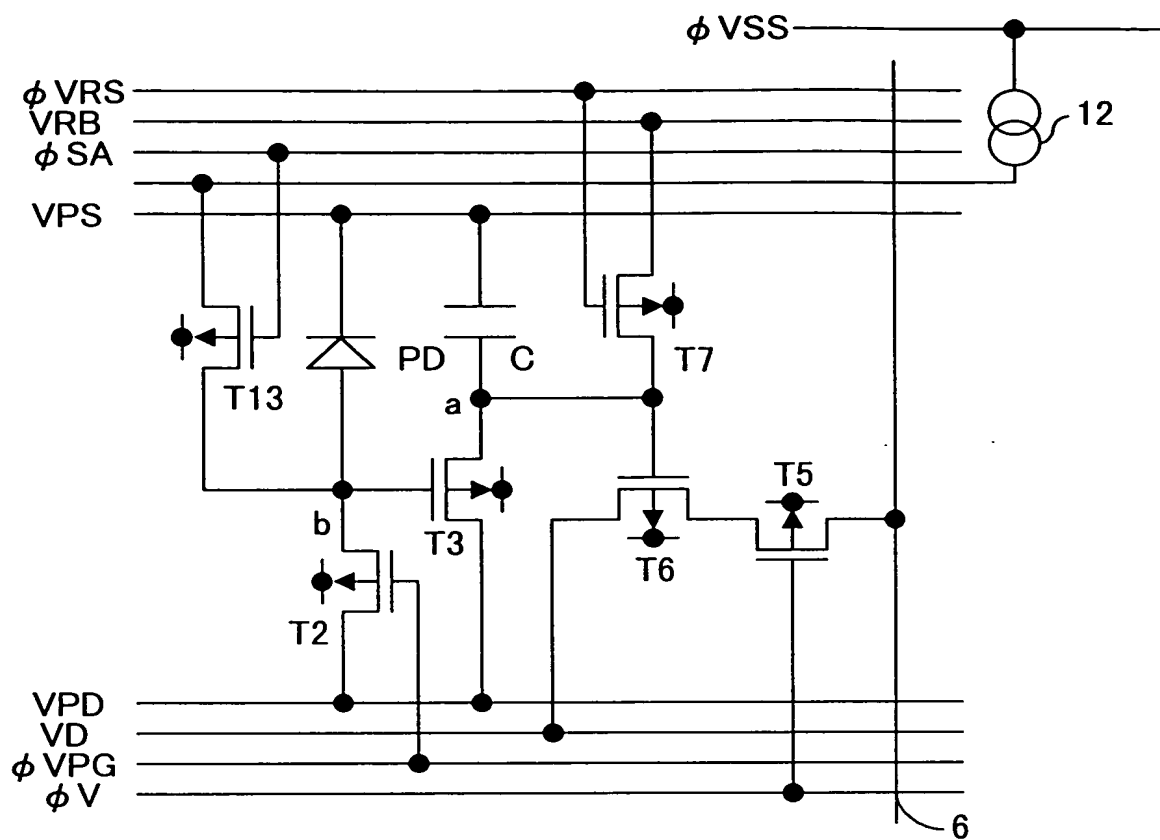 φVSS
φVRS
VRB
φSA
12
VPS
T13
PD
C
T7
a
b
T3
T6
T5
T2
VPD
VD
φVPG
φV
6